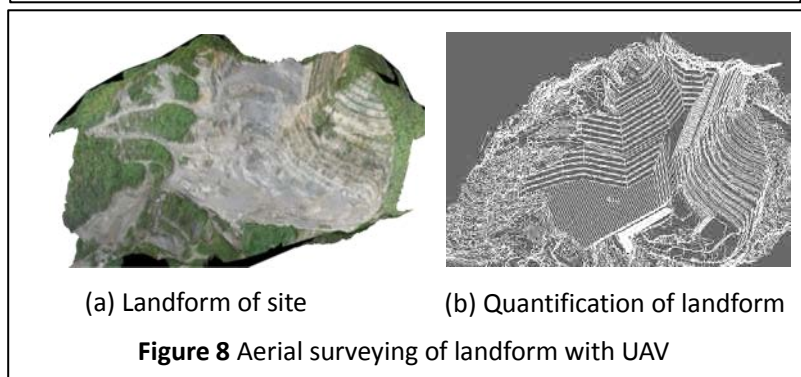 (a) Landform of site
(b) Quantification of landform
Figure 8 Aerial surveying of landform with UAV